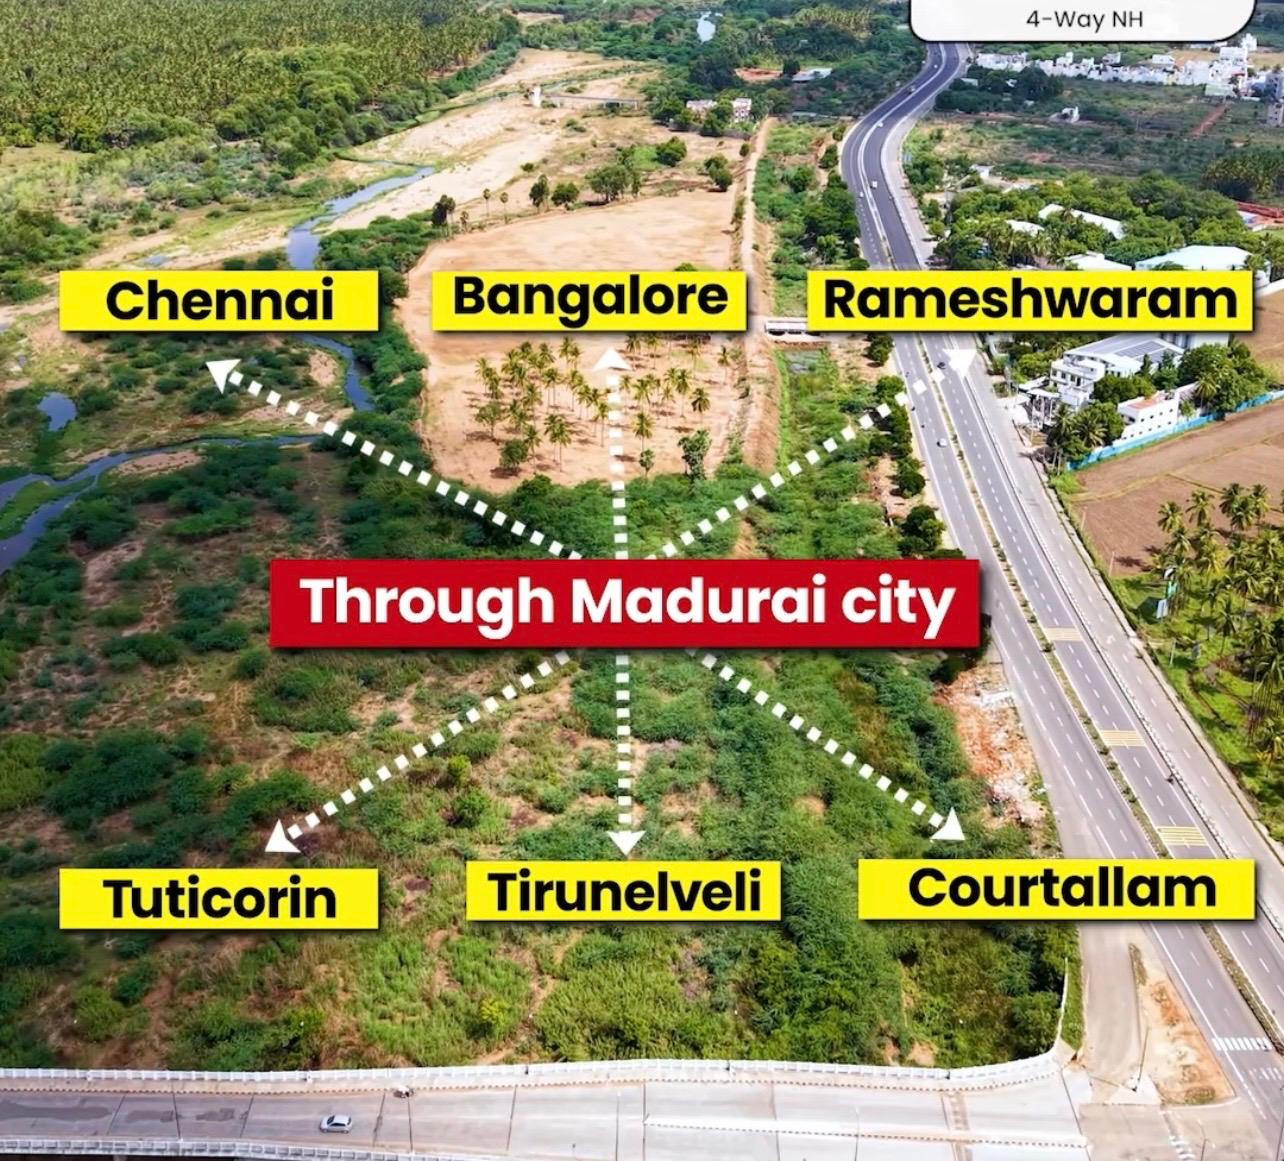 4-Way NH
Chennai
Bangalore
Rameshwaram
Through Madurai city
Tuticorin
Tirunelveli
Courtallam